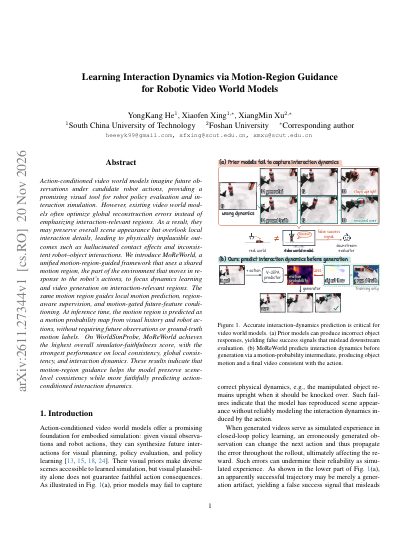 arXiv:2611.27344v1 [cs.RO] 20 Nov 2026
Learning Interaction Dynamics via Motion-Region Guidance
for Robotic Video World Models
YongKang He1, Xiaofen Xing1,*, XiangMin Xu2,*
1South China University of Technology 2Foshan University *Corresponding author
heeeyk99@gmail.com, xfxing@scut.edu.cn, xmxu@scut.edu.cn
Abstract
Action-conditioned video world models imagine future observations under candidate robot actions, providing a
promising visual tool for robot policy evaluation and interaction simulation. However, existing video world models often optimize global reconstruction errors instead of
emphasizing interaction-relevant regions. As a result, they
may preserve overall scene appearance but overlook local
interaction details, leading to physically implausible outcomes such as hallucinated contact effects and inconsistent robot-object interactions. We introduce MoReWorld, a
unified motion-region-guided framework that uses a shared
motion region, the part of the environment that moves in
response to the robot's actions, to focus dynamics learning
and video generation on interaction-relevant regions. The
same motion region guides local motion prediction, region-
aware supervision, and motion-gated future-feature conditioning. At inference time, the motion region is predicted as
a motion probability map from visual history and robot actions, without requiring future observations or ground-truth
motion labels. On WorldSimProbe, MoReWorld achieves
the highest overall simulator-faithfulness score, with the
strongest performance on local consistency, global consistency, and interaction dynamics. These results indicate that
motion-region guidance helps the model preserve scene-
level consistency while more faithfully predicting action-
conditioned interaction dynamics.
1. Introduction
Action-conditioned video world models offer a promising
foundation for embodied simulation: given visual observations and robot actions, they can synthesize future interactions for visual planning, policy evaluation, and policy
learning [13, 15, 18, 24]. Their visual priors make diverse
scenes accessible to learned simulation, but visual plausibility alone does not guarantee faithful action consequences.
As illustrated in Fig. 1(a), prior models may fail to capture
(a) Prior models fail to capture interaction dynamics
wrong dynamics
real world
video world model
downstream evaluator
(b) Ours: predict interaction dynamics before generation
generator
Figure 1. Accurate interaction-dynamics prediction is critical for
video world models. (a) Prior models can produce incorrect object
responses, yielding false success signals that mislead downstream
evaluation. (b) MoReWorld predicts interaction dynamics before
generation via a motion-probability intermediate, producing object
motion and a final video consistent with the action.
correct physical dynamics, e.g., the manipulated object remains upright when it should be knocked over. Such failures indicate that the model has reproduced scene appearance without reliably modeling the interaction dynamics induced by the action.
When generated videos serve as simulated experience in
closed-loop policy learning, an erroneously generated observation can change the next action and thus propagate
the error throughout the rollout, ultimately affecting the reward. Such errors can undermine their reliability as simulated experience. As shown in the lower part of Fig. 1(a),
an apparently successful trajectory may be merely a generation artifact, yielding a false success signal that misleads
1